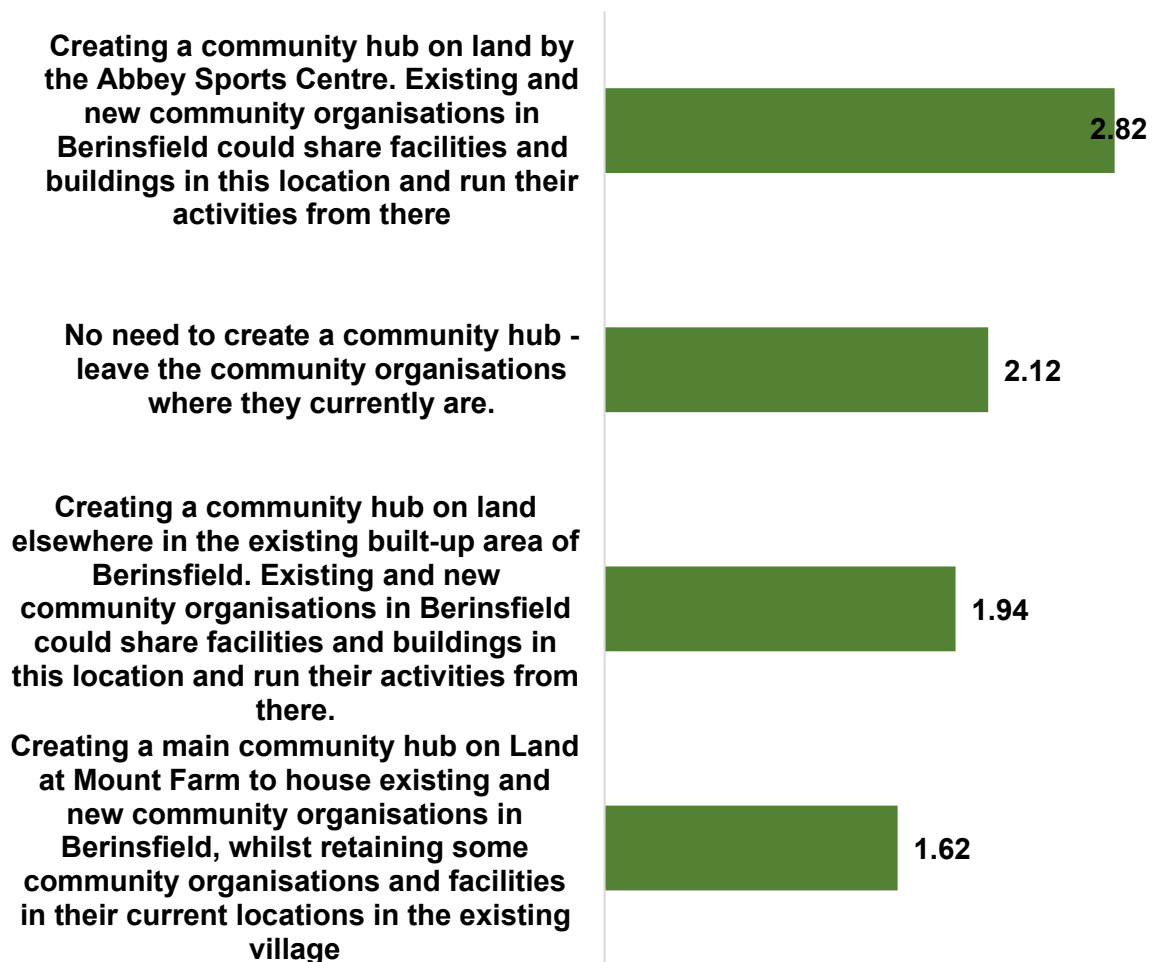 Creating a community hub on land by
the Abbey Sports Centre. Existing and
new community organisations in
Berinsfield could share facilities and
buildings in this location and run their
activities from there
2.82
No need to create a community hub -
leave the community organisations
where they currently are.
2.12
Creating a community hub on land
elsewhere in the existing built-up area of
Berinsfield. Existing and new
community organisations in Berinsfield
could share facilities and buildings in
this location and run their activities from
there.
1.94
Creating a main community hub on Land
at Mount Farm to house existing and
new community organisations in
Berinsfield, whilst retaining some
community organisations and facilities
in their current locations in the existing
village
1.62